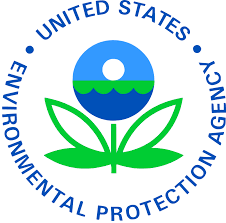 UNITED STATES
ENVIRONMENTAL PROTECTION AGENCY